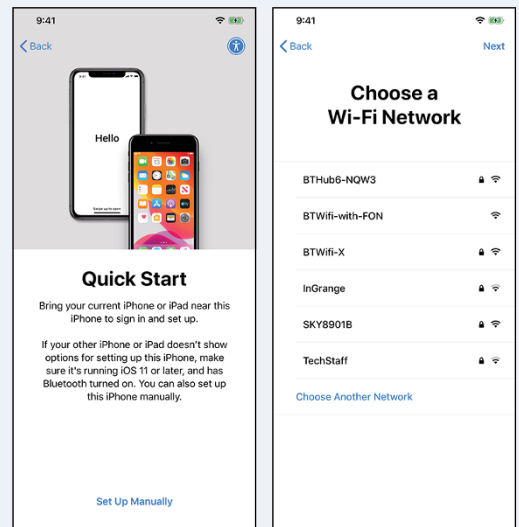 9:41
Back
Hello
Quick Start
Bring your current iPhone or iPad near this
iPhone to sign in and set up.
If your other iPhone or iPad doesn't show
options for setting up this iPhone, make
sure it's running iOS 11 or later, and has
Bluetooth turned on. You can also set up
this iPhone manually.
Set Up Manually
9:41
Back
Next
Choose a
Wi-Fi Network
BTHub6-NQW3
BTWifi-with-FON
BTWifi-X
InGrange
SKY8901B
TechStaff
Choose Another Network